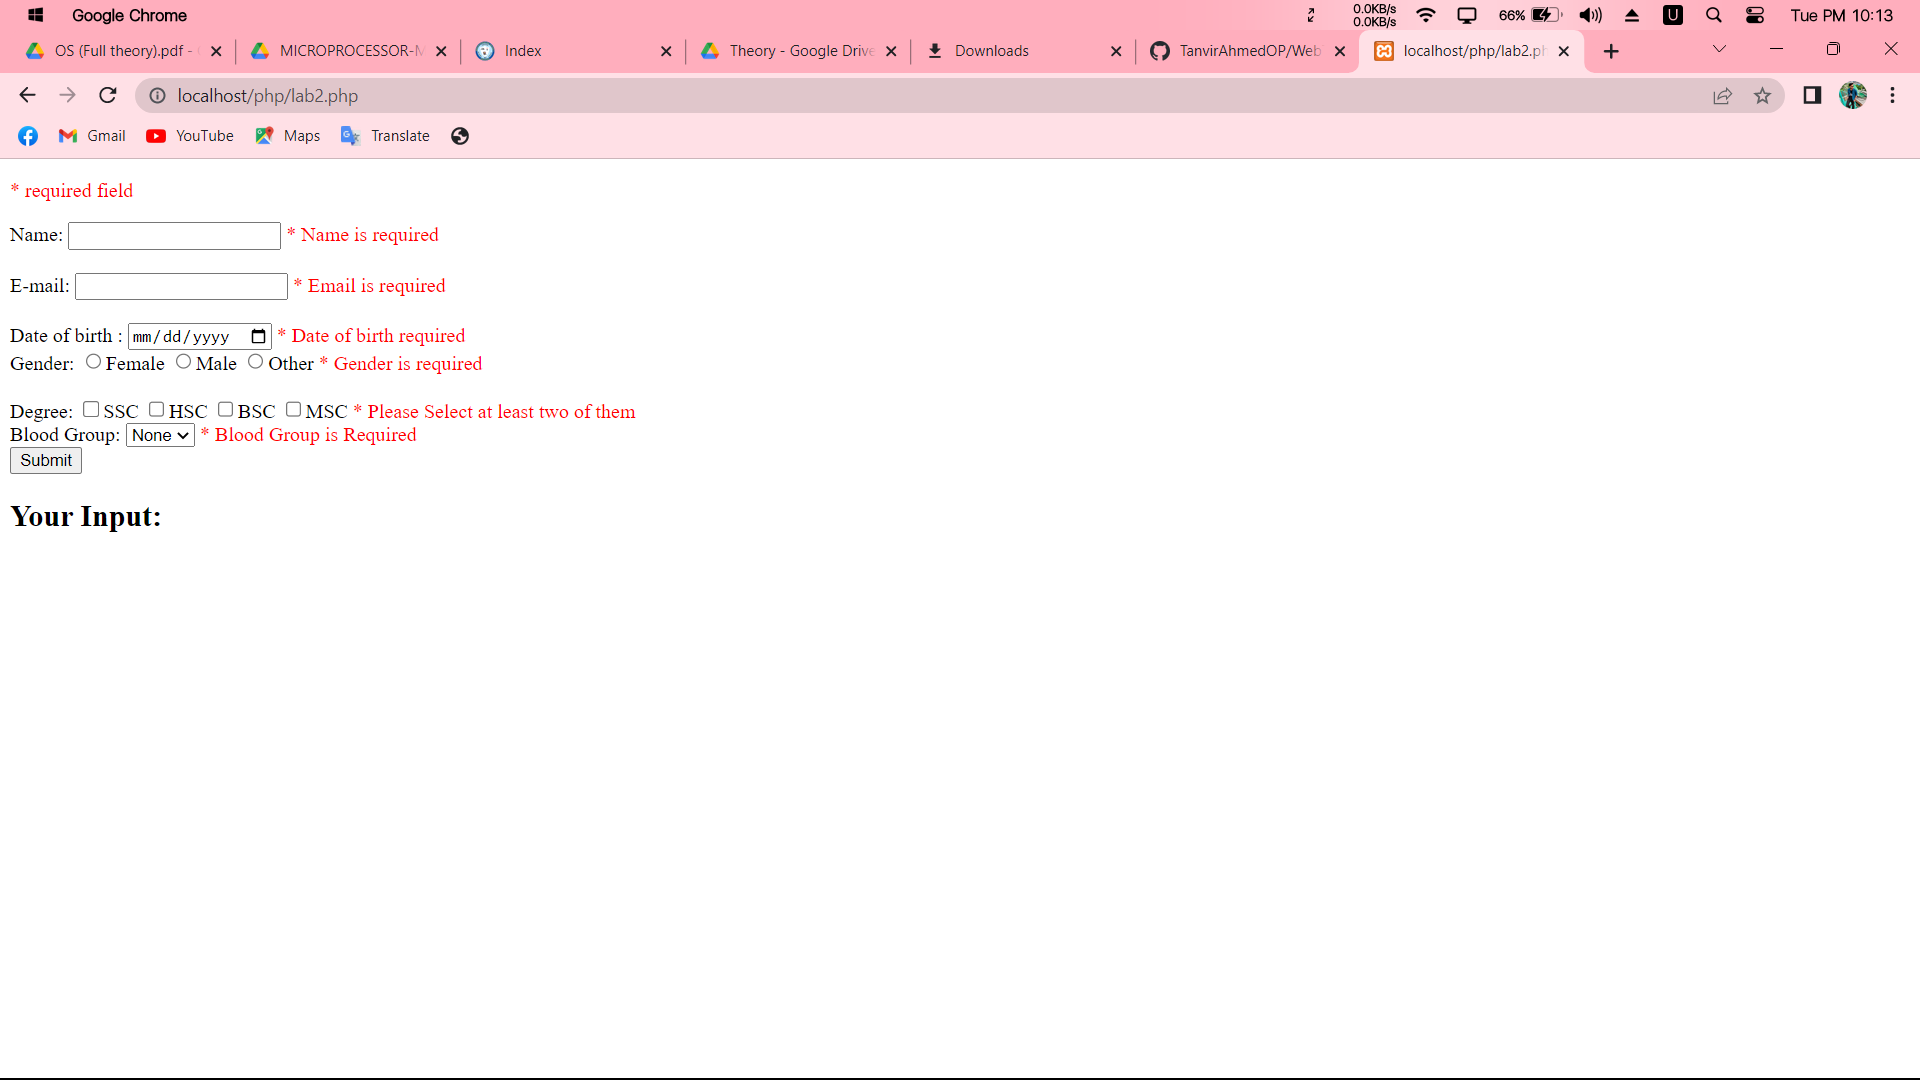 Google Chrome 0.0KB/s 66% U Tue PM 10:13
0.0KB/s
OS (Full theory).pdf - MICROPROCESSOR-M Index Theory - Google Drive Downloads TanvirAhmedOP/Web localhost/php/lab2.ph
localhost/php/lab2.php
Gmail YouTube Maps Translate
* required field
Name: * Name is required
E-mail: * Email is required
Date of birth : mm/dd/yyyy * Date of birth required
Gender: Female Male Other * Gender is required
Degree: SSC HSC BSC MSC * Please Select at least two of them
Blood Group: None * Blood Group is Required
Submit
Your Input: